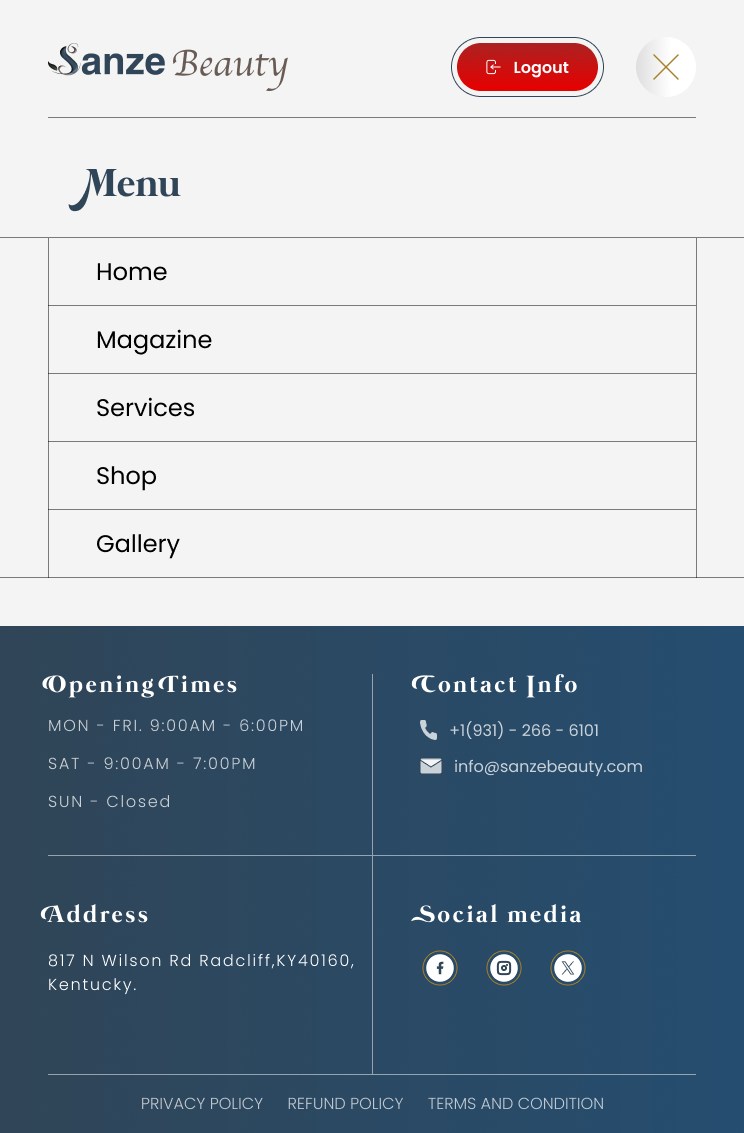 Sanze Beauty
Logout
Menu
Home
Magazine
Services
Shop
Gallery
Opening Times
MON - FRI. 9:00AM - 6:00PM
SAT - 9:00AM - 7:00PM
SUN - Closed
Contact Info
+1(931) - 266 - 6101
info@sanzebeauty.com
Address
817 N Wilson Rd Radcliff,KY40160,
Kentucky.
Social media
PRIVACY POLICY REFUND POLICY TERMS AND CONDITION